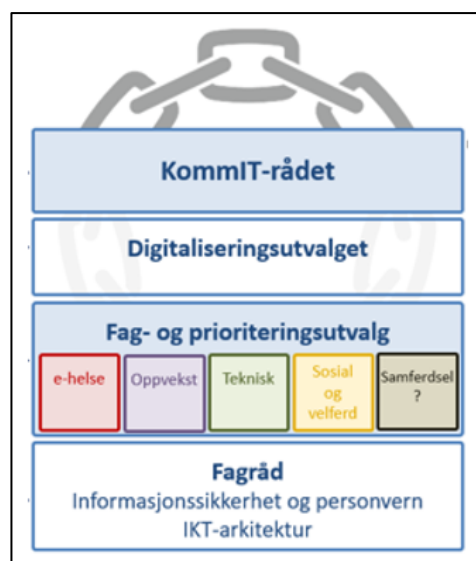 KommIT-rådet
Digitaliseringsutvalget
Fag- og prioriteringsutvalg
e-helse
Oppvekst
Teknisk
Sosial
og
velferd
Samferdsel
?
Fagråd
Informasjonssikkerhet og personvern
IKT-arkitektur